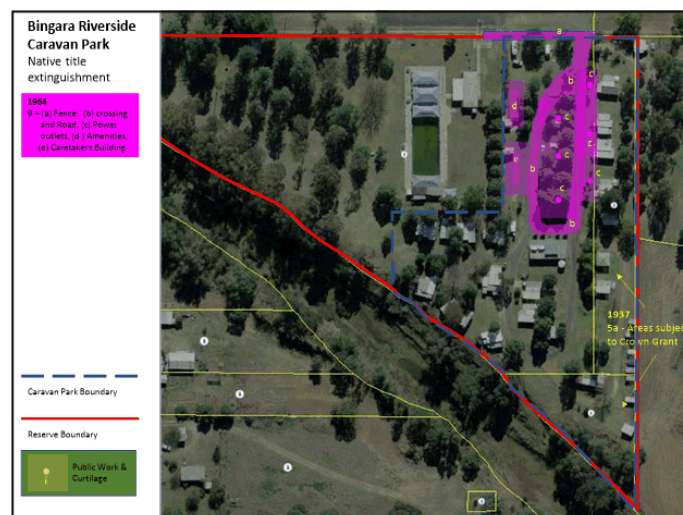 Bingara Riverside
Caravan Park
Native title
extinguishment
1964
9 – (a) Fence, (b) crossing
and Road, (c) Power
outlets, (d) Amenities,
(e) Caretakers Building
Caravan Park Boundary
Reserve Boundary
Public Work &
Curtilage
a
b
c
d
c
c
c
c
e
b
c
c
b
1937
5a - Areas subject
to Crown Grant